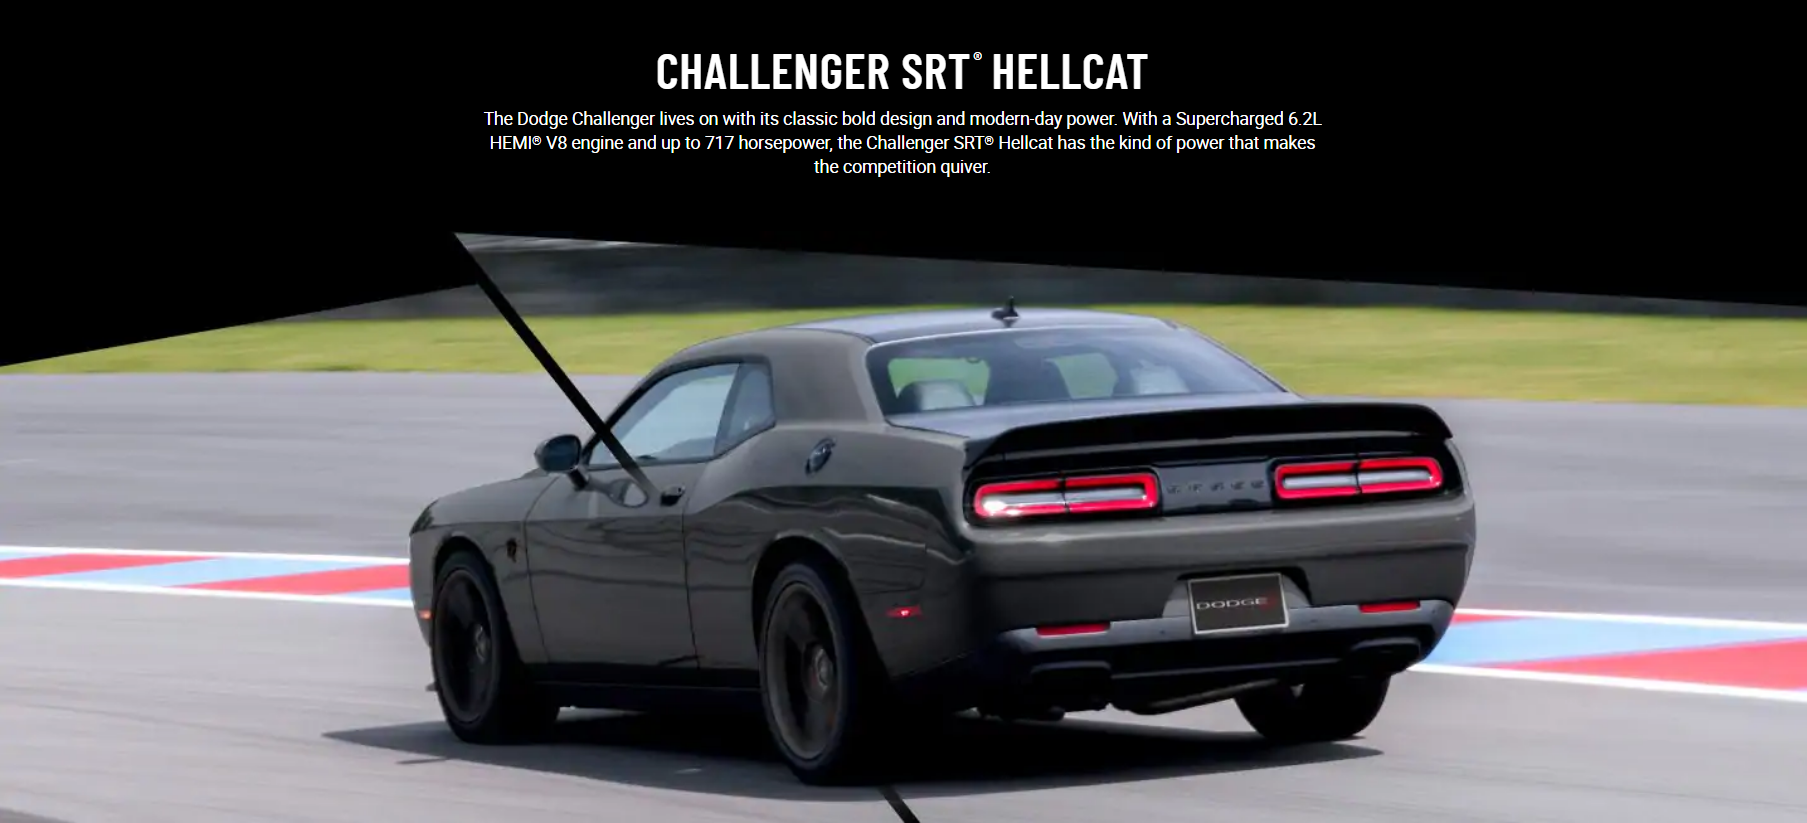 CHALLENGER SRT® HELLCAT
The Dodge Challenger lives on with its classic bold design and modern-day power. With a Supercharged 6.2L
HEMI® V8 engine and up to 717 horsepower, the Challenger SRT® Hellcat has the kind of power that makes
the competition quiver.
DODGE
DODGE